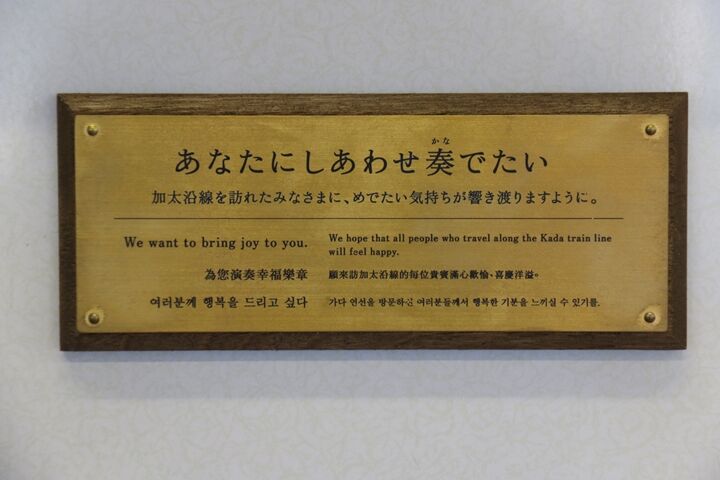 かな
あなたにしあわせ奏でたい
加太沿線を訪れたみなさまに、めでたい気持ちが響き渡りますように。
We want to bring joy to you.
We hope that all people who travel along the Kada train line
will feel happy.
為您演奏幸福樂章
願來訪加太沿線的每位貴賓滿心歡愉、喜慶洋溢。
여러분께 행복을 드리고 싶다
가다 연선을 방문하신 여러분들께서 행복한 기분을 느끼실 수 있기를.